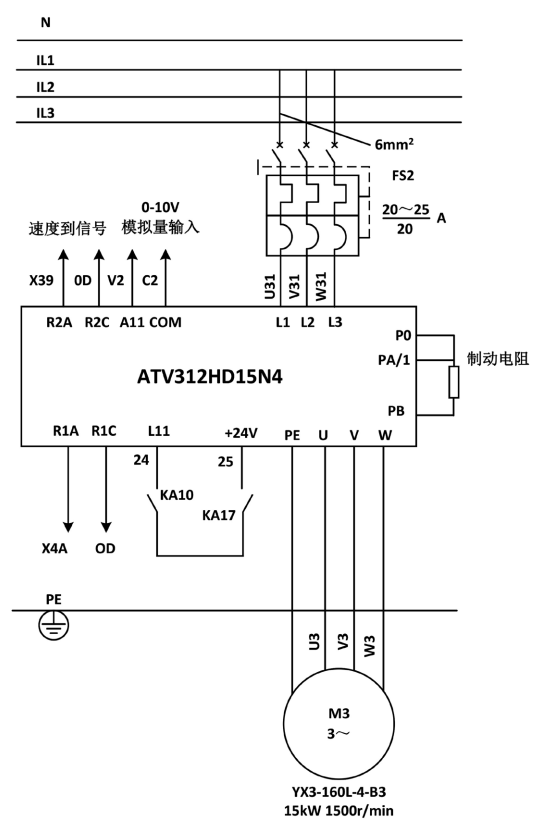 N
IL1
IL2
IL3
6mm²
FS2
20~25
20
A
0-10V
速度到信号
模拟量输入
X39
0D
V2
C2
U31
V31
W31
R2A
R2C
A11
COM
L1
L2
L3
P0
PA/1
制动电阻
PB
ATV312HD15N4
R1A
R1C
L11
+24V
PE
U
V
W
24
25
KA10
KA17
X4A
OD
PE
U3
V3
W3
M3
3~
YX3-160L-4-B3
15kW 1500r/min